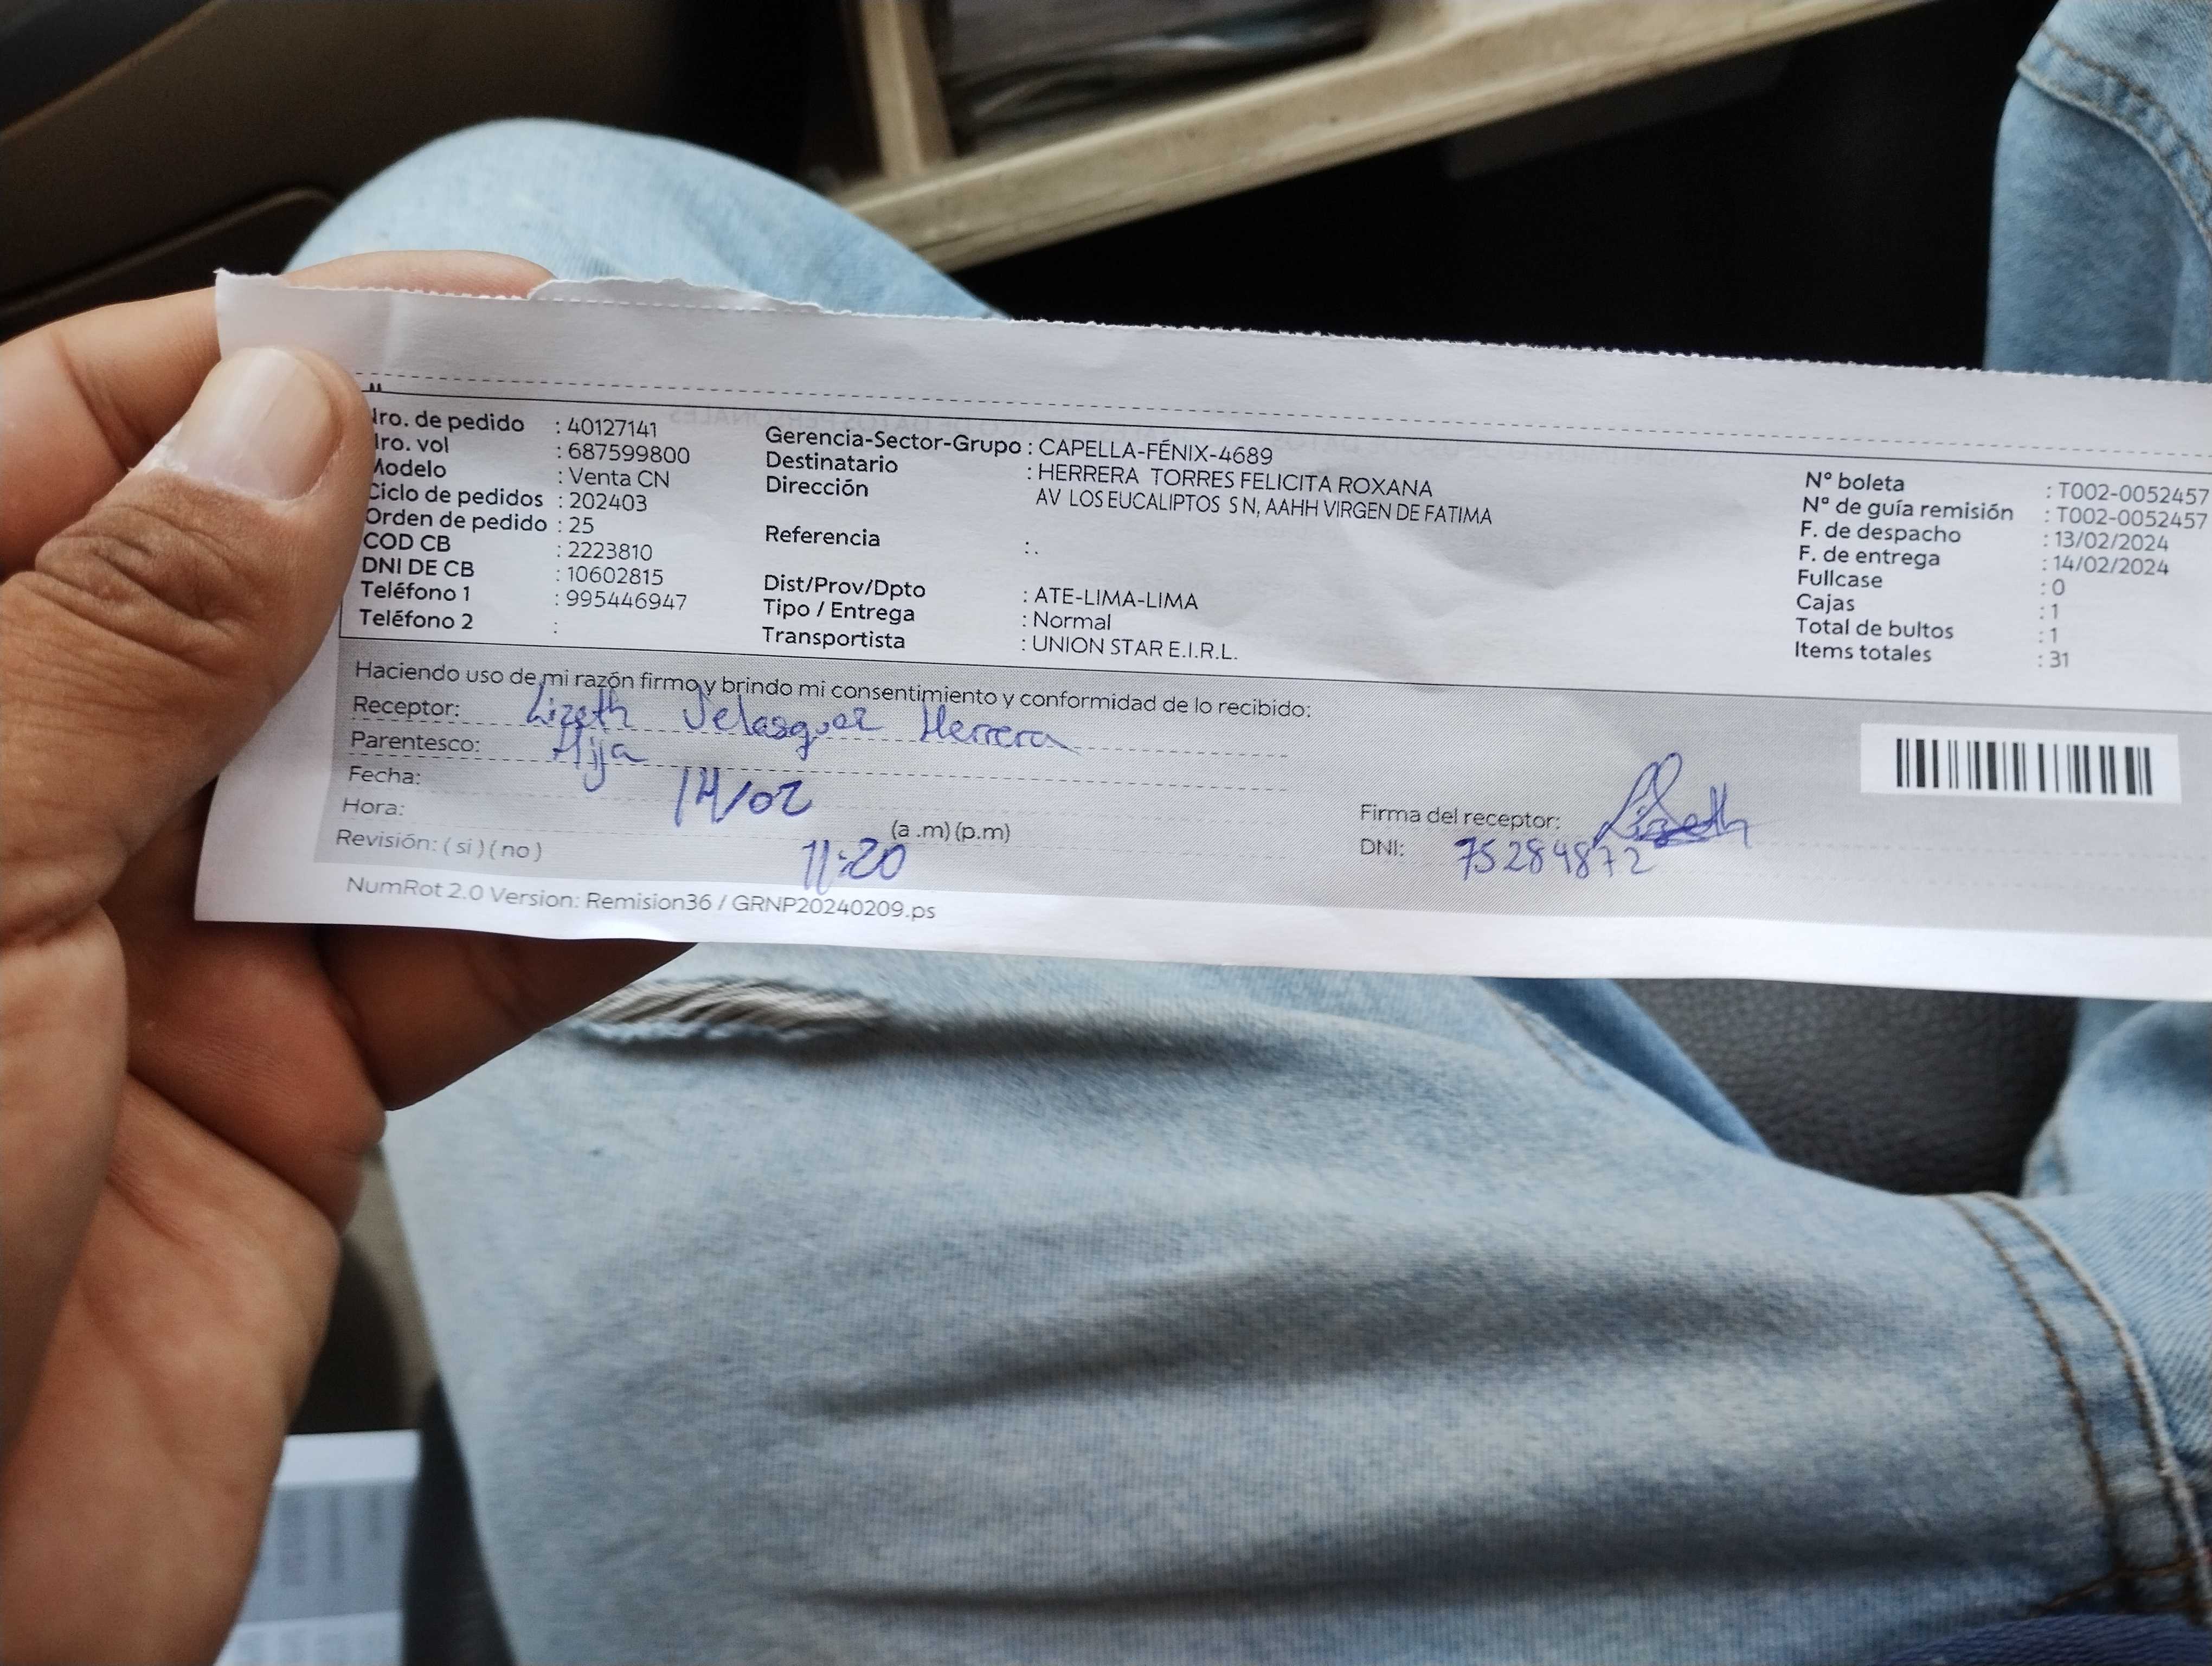 Nro. de pedido : 40127141
Nro. vol : 687599800
Modelo : Venta CN
Ciclo de pedidos : 202403
Orden de pedido : 25
COD CB : 2223810
DNI DE CB : 10602815
Teléfono 1 : 995446947
Teléfono 2 :
Gerencia-Sector-Grupo : CAPELLA-FÉNIX-4689
Destinatario : HERRERA TORRES FELICITA ROXANA
Dirección AV LOS EUCALIPTOS S N, AAHH VIRGEN DE FATIMA
Referencia : .
Dist/Prov/Dpto : ATE-LIMA-LIMA
Tipo / Entrega : Normal
Transportista : UNION STAR E.I.R.L.
N° boleta : T002-0052457
N° de guía remisión : T002-0052457
F. de despacho : 13/02/2024
F. de entrega : 14/02/2024
Fullcase : 0
Cajas : 1
Total de bultos : 1
Items totales : 31
Haciendo uso de mi razón firmo y brindo mi consentimiento y conformidad de lo recibido:
Receptor: Lizeth Velasquez Herrera
Parentesco: Hija
Fecha: 14/02
Hora: 11:20 (a .m) (p.m)
Revisión: ( si ) ( no )
Firma del receptor: Lizeth
DNI: 75284872
NumRot 2.0 Version: Remision36 / GRNP20240209.ps